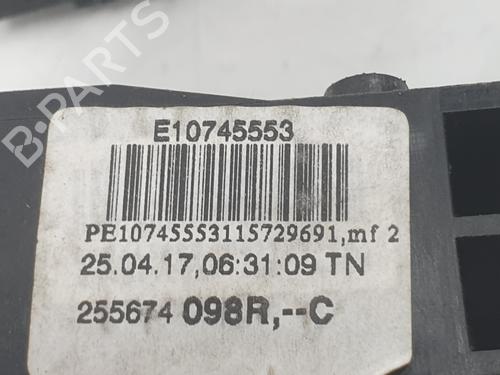 B-PARTS
E10745553
PE10745553115729691,mf 2
25.04.17,06:31:09 TN
255674 098R,--C